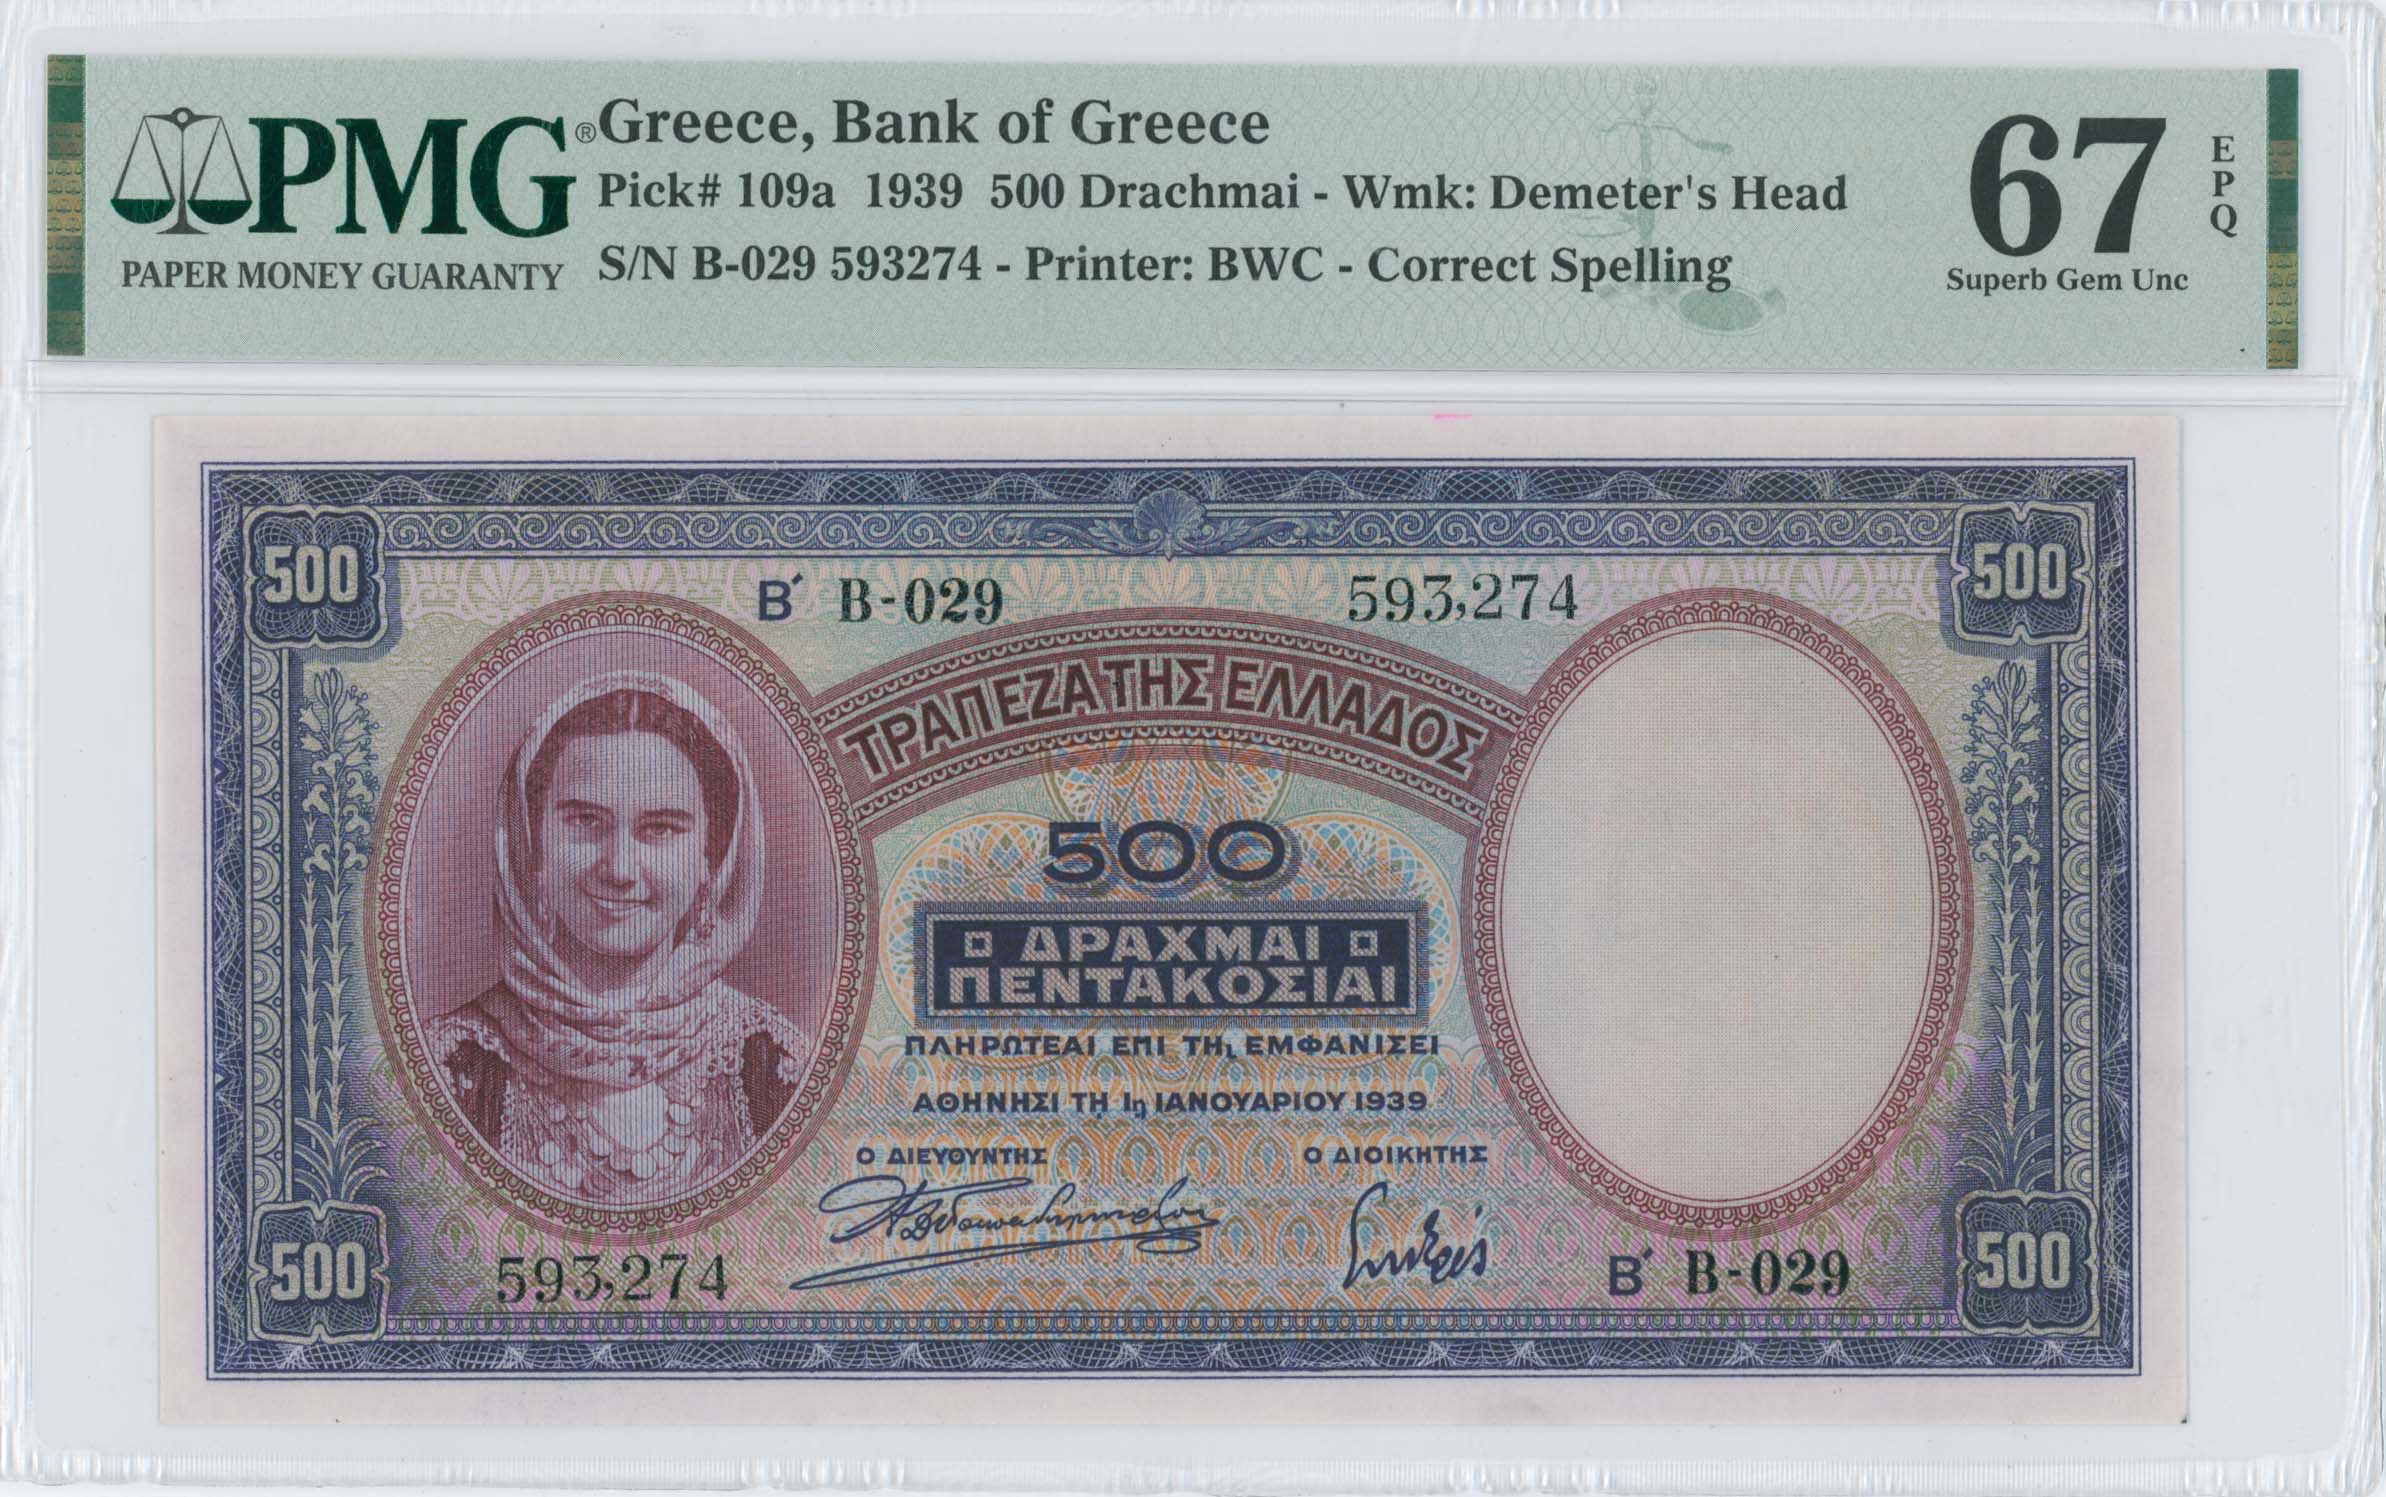 PMG®
PAPER MONEY GUARANTY
Greece, Bank of Greece
Pick# 109a 1939 500 Drachmai - Wmk: Demeter's Head
S/N B-029 593274 - Printer: BWC - Correct Spelling
67
EPQ
Superb Gem Unc
500 500
Β΄ B-029 593,274
ΤΡΑΠΕΖΑ ΤΗΣ ΕΛΛΑΔΟΣ
500
ΔΡΑΧΜΑΙ
ΠΕΝΤΑΚΟΣΙΑΙ
ΠΛΗΡΩΤΕΑΙ ΕΠΙ ΤΗι ΕΜΦΑΝΙΣΕΙ
ΑΘΗΝΗΣΙ ΤΗ 1η ΙΑΝΟΥΑΡΙΟΥ 1939
Ο ΔΙΕΥΘΥΝΤΗΣ Ο ΔΙΟΙΚΗΤΗΣ
593,274 Β΄ B-029
500 500